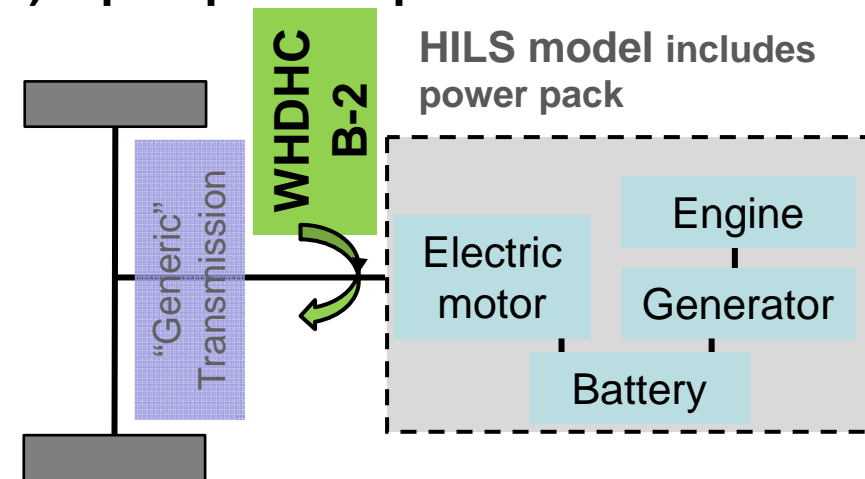 HILS model includes
power pack
WHDHC
B-2
"Generic"
Transmission
Electric
motor
Engine
Generator
Battery